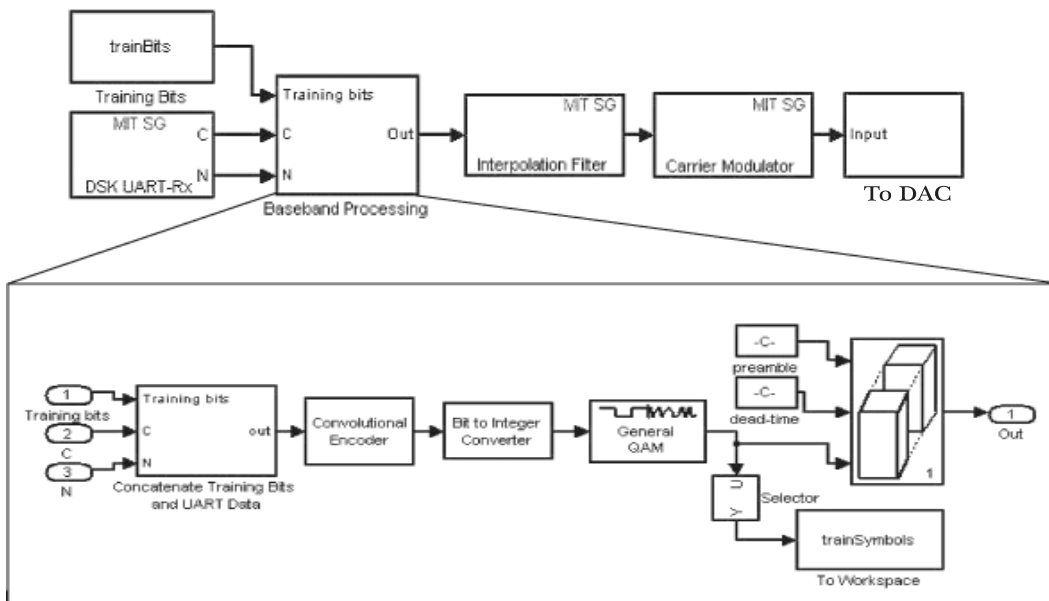 trainBits
Training Bits
MIT SG
C
N
DSK UART-Rx
Training bits
C
N
Out
Baseband Processing
MIT SG
Interpolation Filter
MIT SG
Carrier Modulator
Input
To DAC
1
Training bits
2
C
3
N
Training bits
C
N
out
Concatenate Training Bits
and UART Data
Convolutional
Encoder
Bit to Integer
Converter
General
QAM
-C-
preamble
-C-
dead-time
1
1
Out
U
Y
Selector
trainSymbols
To Workspace